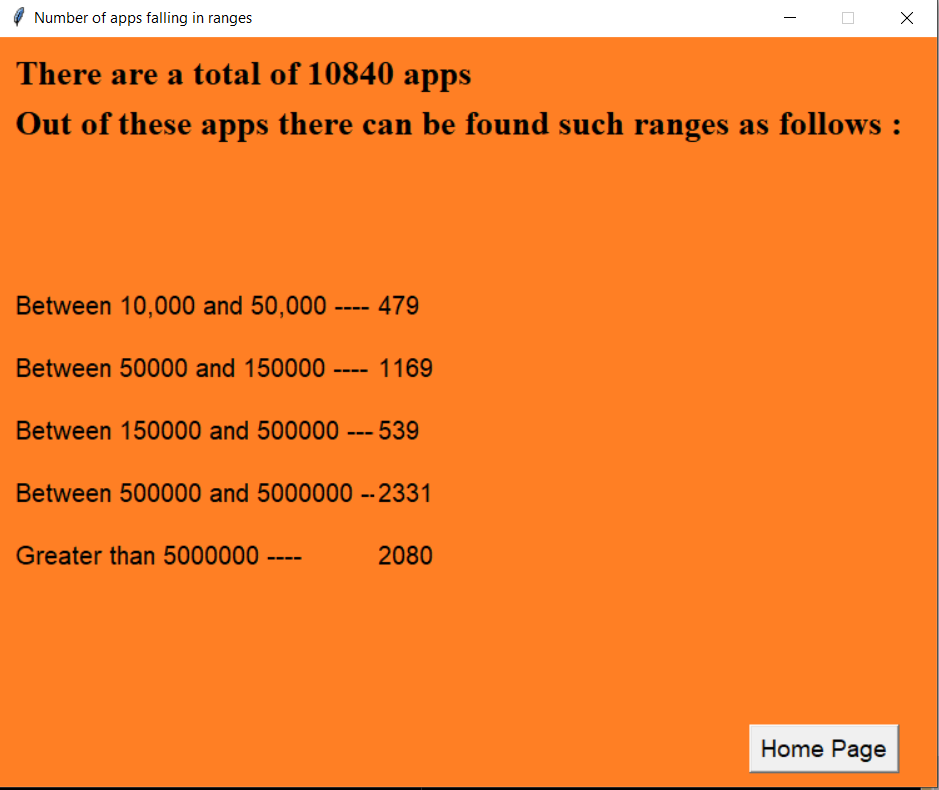 Number of apps falling in ranges
There are a total of 10840 apps
Out of these apps there can be found such ranges as follows :
Between 10,000 and 50,000 ---- 479
Between 50000 and 150000 ---- 1169
Between 150000 and 500000 --- 539
Between 500000 and 5000000 -- 2331
Greater than 5000000 ---- 2080
Home Page